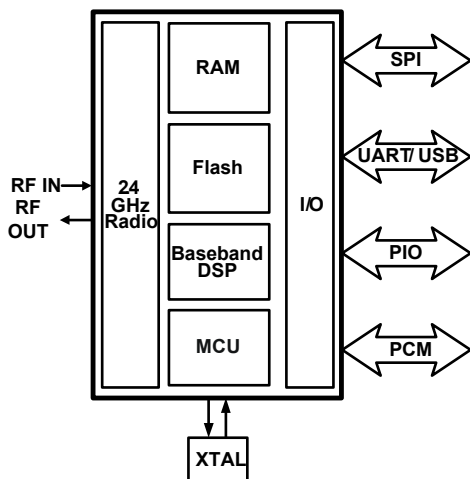 RAM
SPI
Flash
UART/ USB
RF IN
RF
OUT
24
GHz
Radio
I/O
Baseband
DSP
PIO
MCU
PCM
XTAL